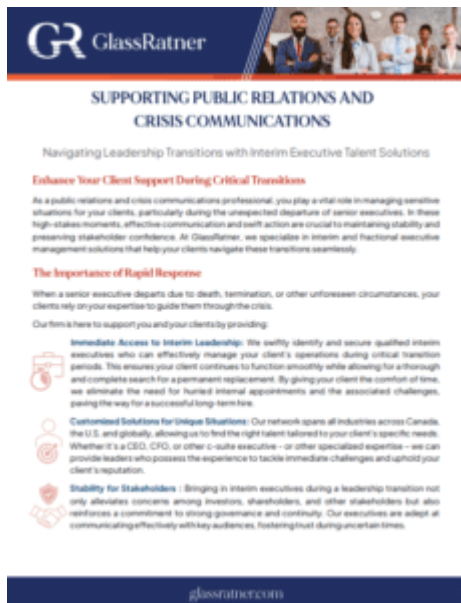 GR GlassRatner
SUPPORTING PUBLIC RELATIONS AND
CRISIS COMMUNICATIONS
Navigating Leadership Transitions with Interim Executive Talent Solutions
Enhance Your Client Support During Critical Transitions
As a public relations and crisis communications professional, you play a vital role in managing sensitive
situations for your clients, particularly during the unexpected departure of senior executives. In these
high-stakes moments, effective communication and swift action are crucial to maintaining stability and
preserving stakeholder confidence. At GlassRatner, we specialize in interim and fractional executive
management solutions that help your clients navigate these transitions seamlessly.
The Importance of Rapid Response
When a senior executive departs due to death, termination, or other unforeseen circumstances, your
clients rely on your expertise to guide them through the crisis.
Our firm is here to support you and your clients by providing:
Immediate Access to Interim Leadership: We swiftly identify and secure qualified interim
executives who can effectively manage your client's operations during critical transition
periods. This ensures your client continues to function smoothly while allowing for a thorough
and complete search for a permanent replacement. By giving your client the comfort of time,
we eliminate the need for hurried internal appointments and the associated challenges,
paving the way for a successful long-term hire.
Customized Solutions for Unique Situations: Our network spans all industries across Canada,
the U.S. and globally, allowing us to find the right talent tailored to your client's specific needs.
Whether it's a CEO, CFO, or other c-suite executive - or other specialized expertise - we can
provide leaders who possess the experience to tackle immediate challenges and uphold your
client's reputation.
Stability for Stakeholders : Bringing in interim executives during a leadership transition not
only alleviates concerns among investors, shareholders, and other stakeholders but also
reinforces a commitment to strong governance and continuity. Our executives are adept at
communicating effectively with key audiences, fostering trust during uncertain times.
glassratner.com